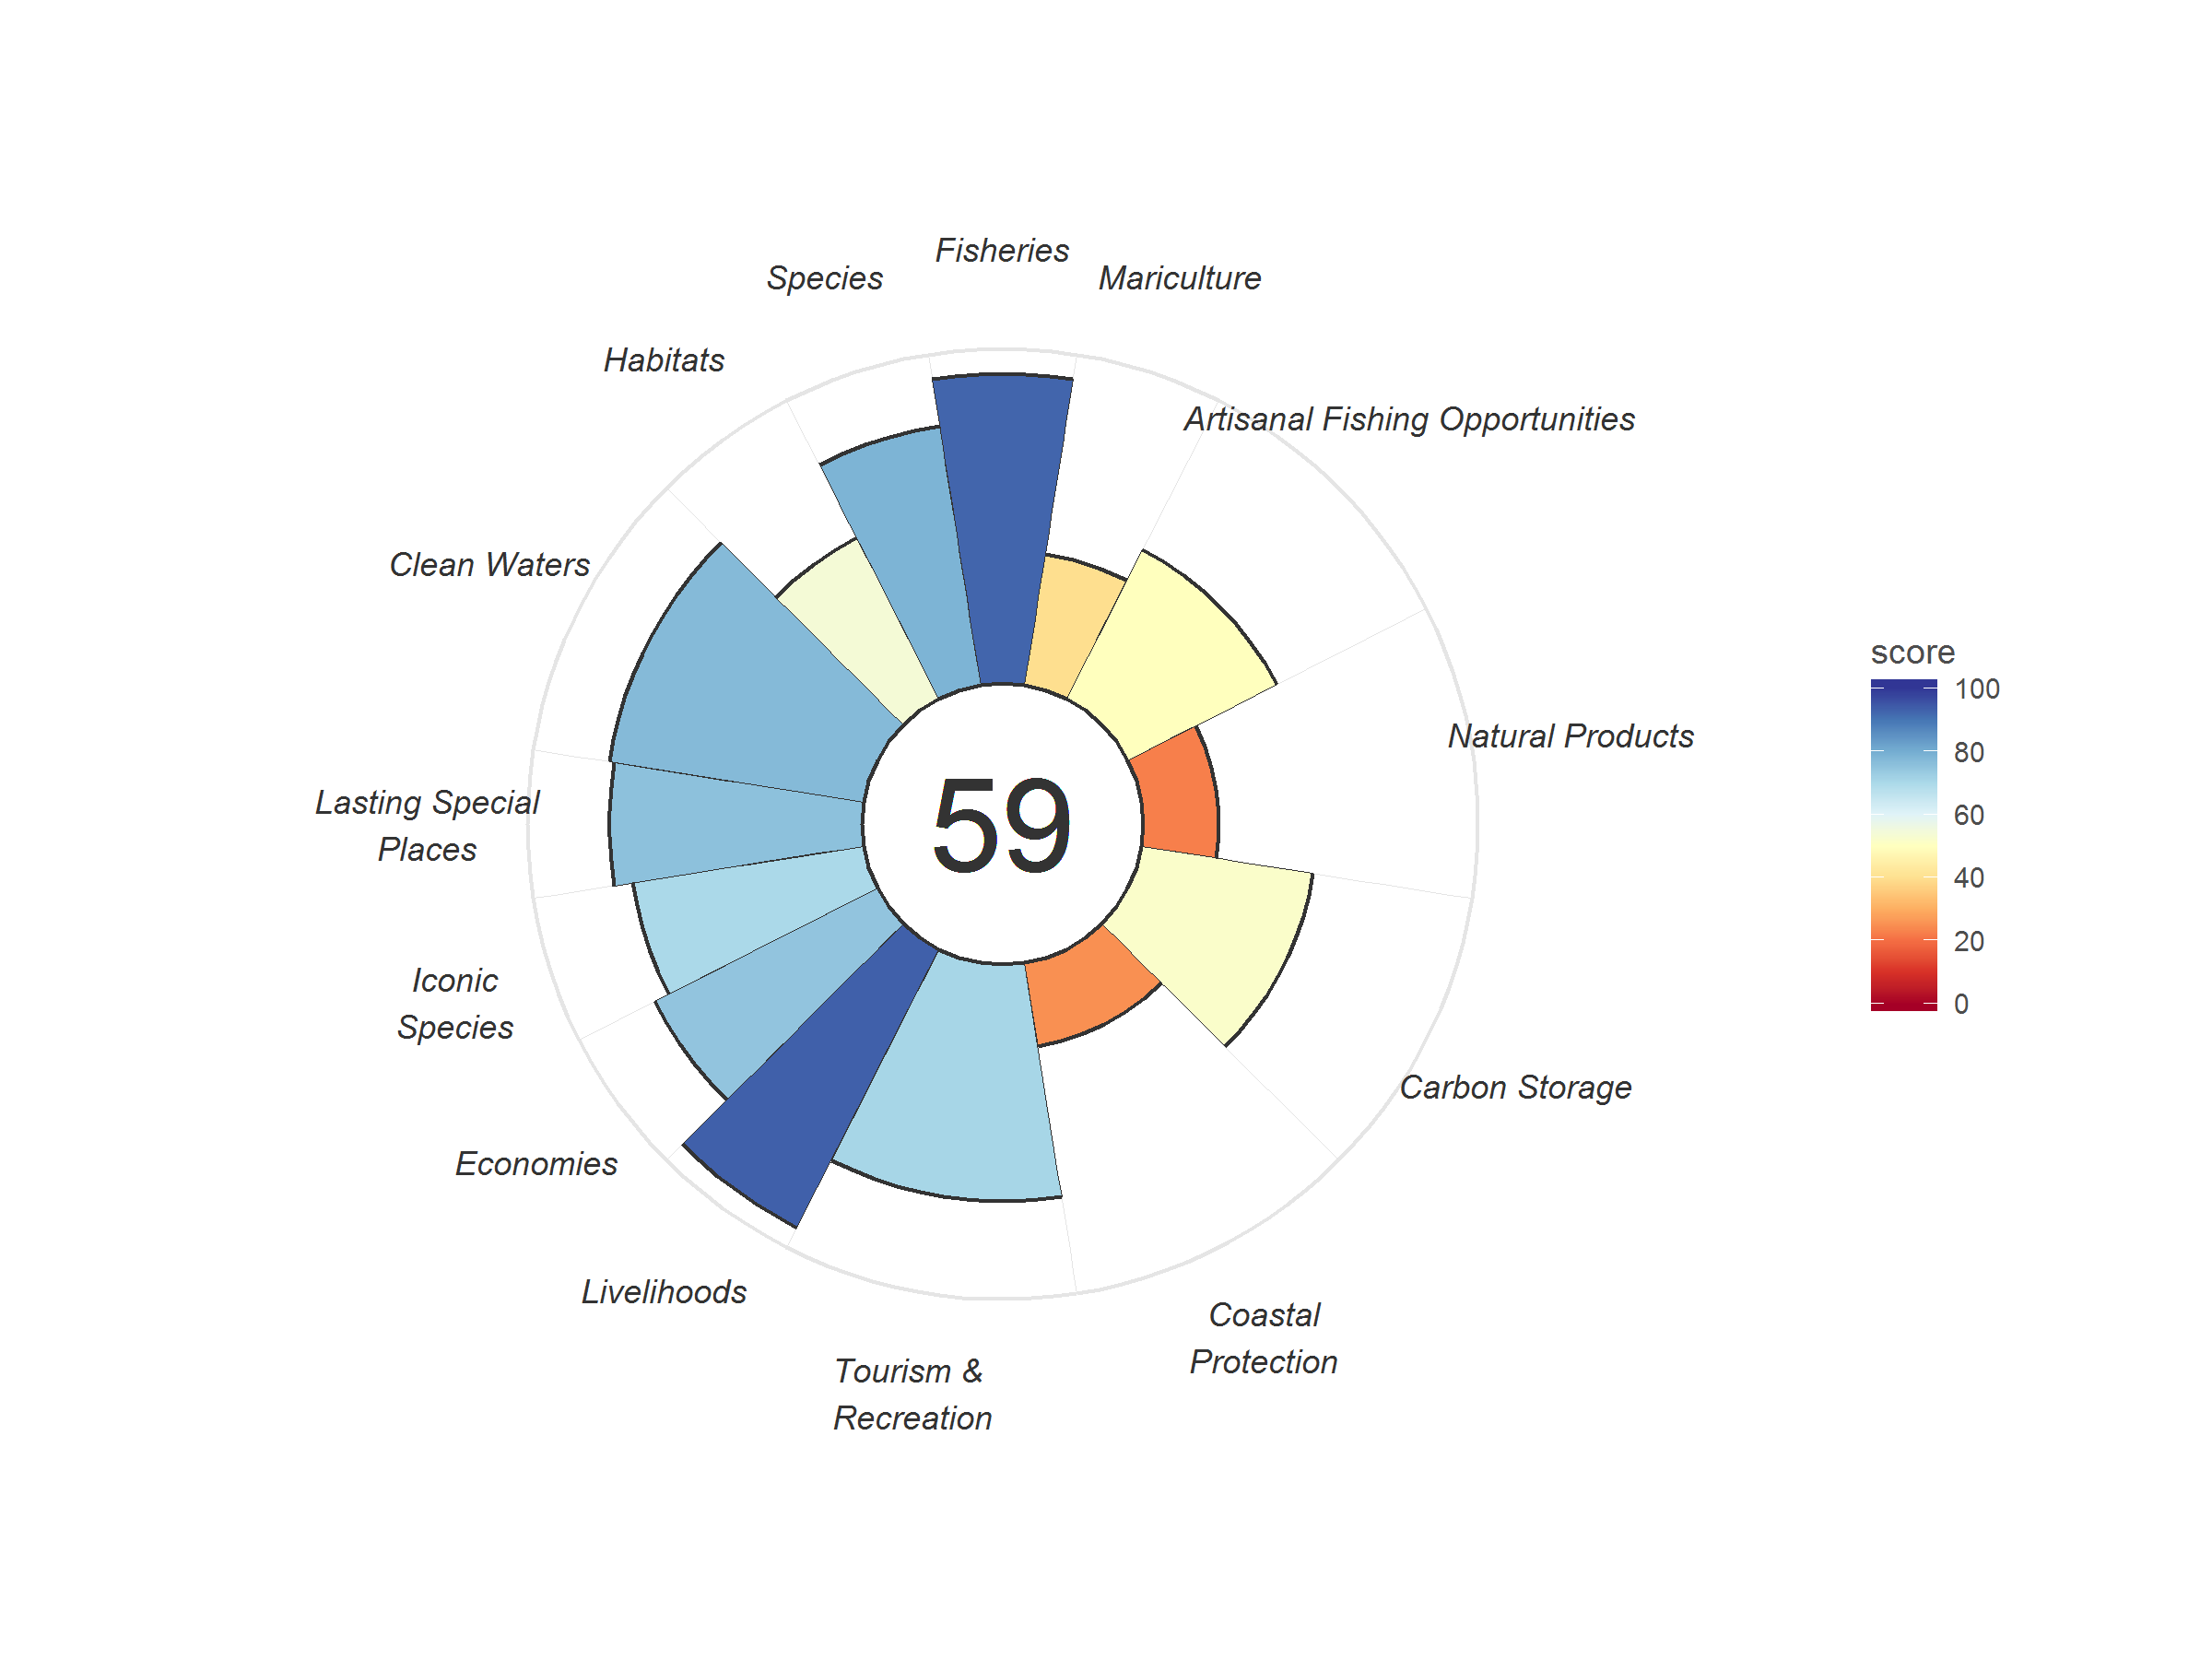 Fisheries
Species
Mariculture
Habitats
Artisanal Fishing Opportunities
Clean Waters
Natural Products
Lasting Special
Places
59
Iconic
Species
Carbon Storage
Economies
Livelihoods
Coastal
Protection
Tourism &
Recreation
score
100
80
60
40
20
0